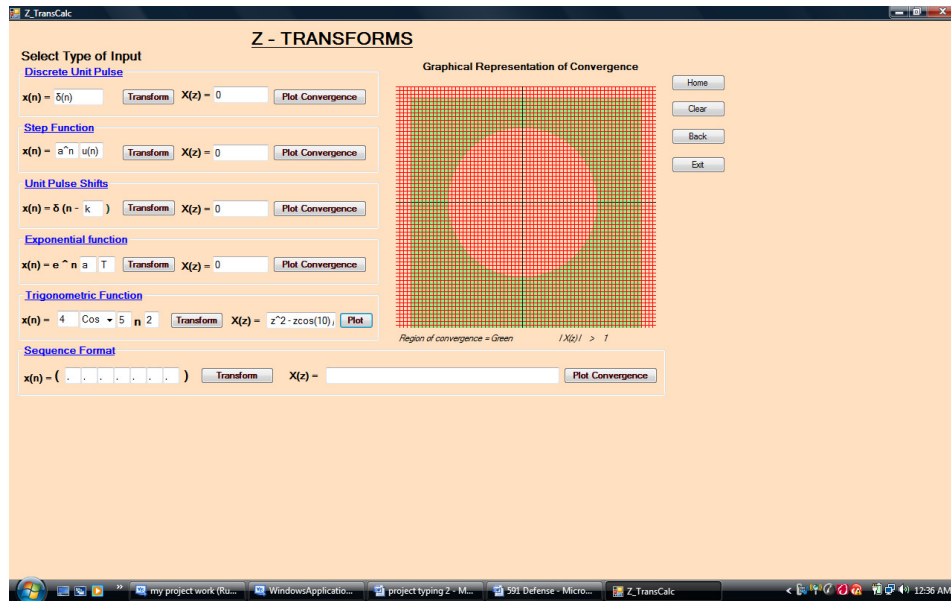 Z_TransCalc
Z - TRANSFORMS
Select Type of Input
Discrete Unit Pulse
x(n) = δ(n) Transform X(z) = 0 Plot Convergence
Step Function
x(n) = a^n u(n) Transform X(z) = 0 Plot Convergence
Unit Pulse Shifts
x(n) = δ (n - k ) Transform X(z) = 0 Plot Convergence
Exponential function
x(n) = e ^ n a T Transform X(z) = 0 Plot Convergence
Trigonometric Function
x(n) = 4 Cos 5 n 2 Transform X(z) = z^2 - zcos(10) / Plot
Sequence Format
x(n) = ( . . . . . . . ) Transform X(z) = Plot Convergence
Graphical Representation of Convergence
Region of convergence = Green / X(z) / > 1
Home
Clear
Back
Exit
my project work (Ru... WindowsApplicatio... project typing 2 - M... 591 Defense - Micro... Z_TransCalc 12:36 AM